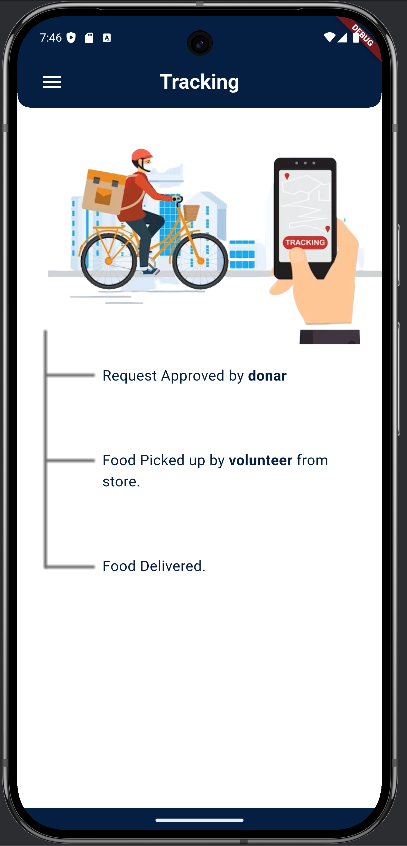 7:46
DEBUG
Tracking
TRACKING
Request Approved by donar
Food Picked up by volunteer from
store.
Food Delivered.